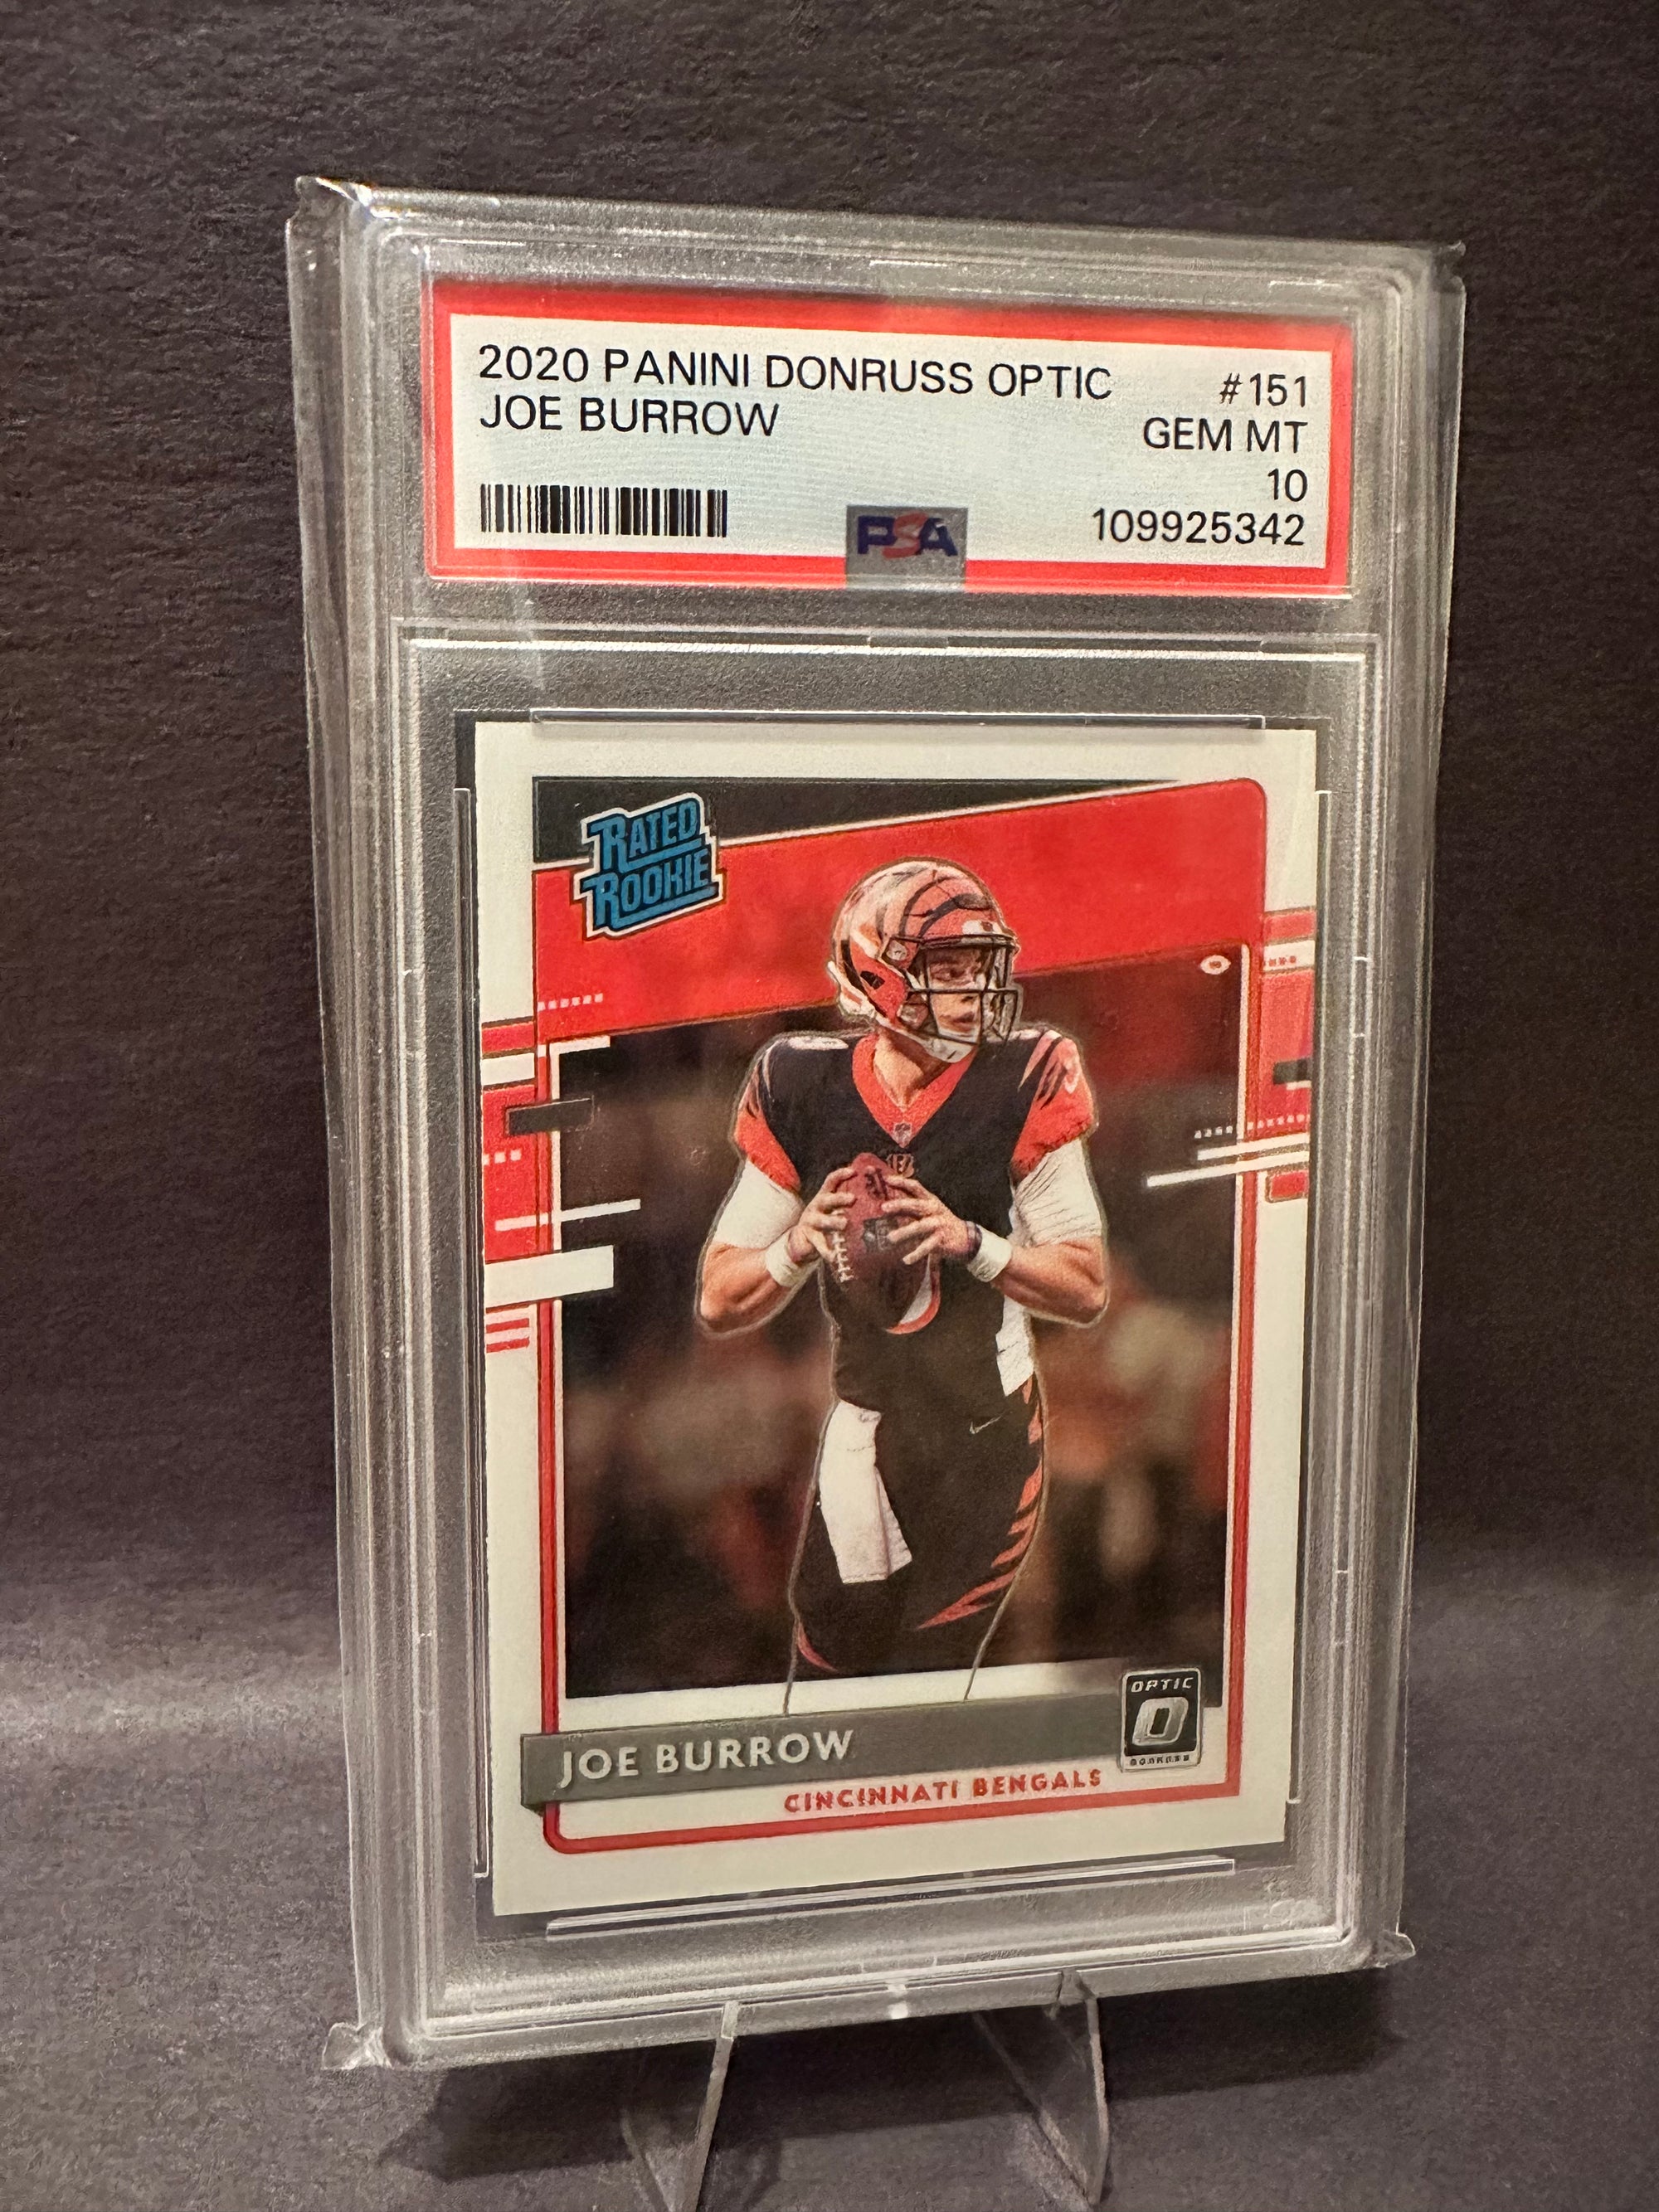 2020 PANINI DONRUSS OPTIC #151
JOE BURROW GEM MT
10
PSA 109925342
RATED
ROOKIE
OPTIC
DONRUSS
JOE BURROW
CINCINNATI BENGALS